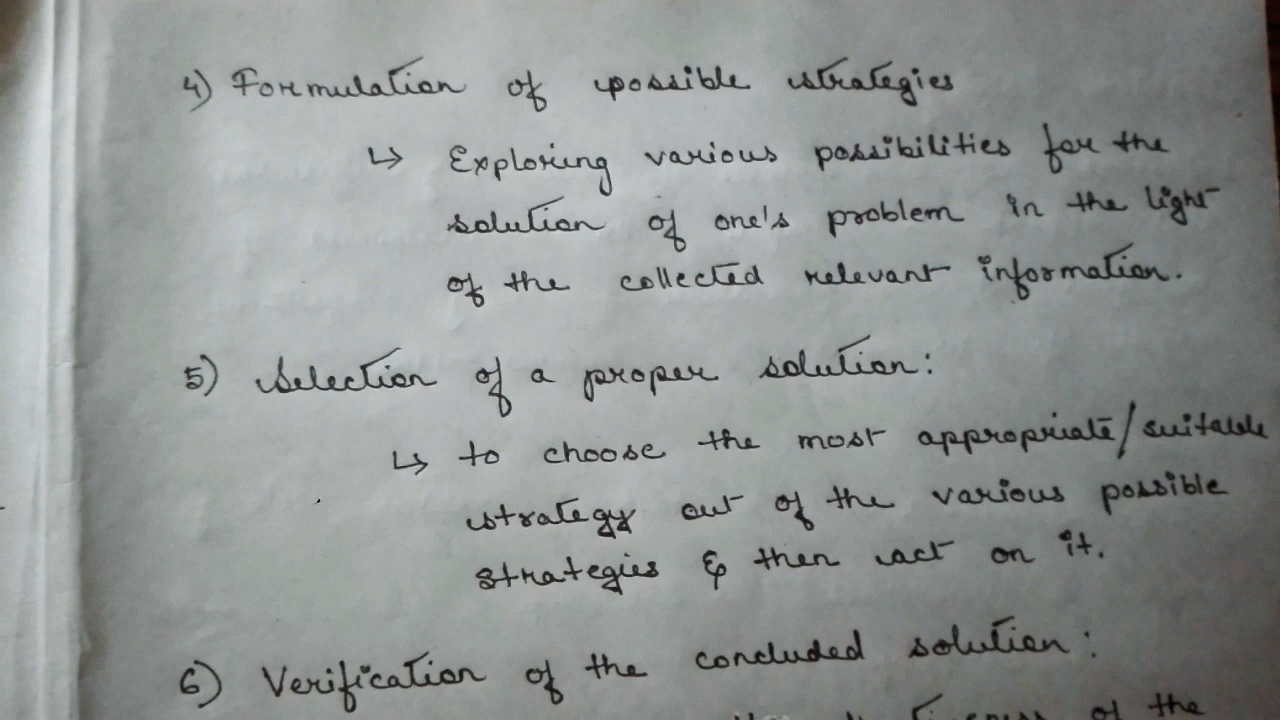 4) Formulation of possible strategies
↳ Exploring various possibilities for the
solution of one's problem in the light
of the collected relevant information.
5) Selection of a proper solution:
↳ to choose the most appropriate/suitable
strategy out of the various possible
strategies & then act on it.
6) Verification of the concluded solution:
of the